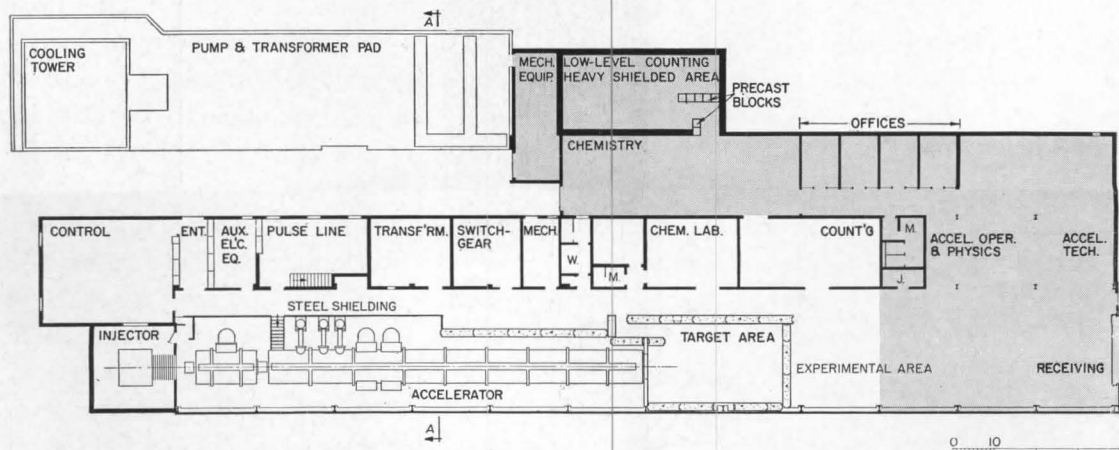 A
COOLING
TOWER
PUMP & TRANSFORMER PAD
MECH.
EQUIP.
LOW-LEVEL COUNTING
HEAVY SHIELDED AREA
PRECAST
BLOCKS
OFFICES
CHEMISTRY
CONTROL
ENT.
AUX.
EL'C.
EQ.
PULSE LINE
TRANSF'RM.
SWITCH-
GEAR
MECH.
W.
M.
CHEM. LAB.
COUNT'G
M.
J.
ACCEL. OPER.
& PHYSICS
ACCEL.
TECH.
STEEL SHIELDING
INJECTOR
TARGET AREA
EXPERIMENTAL AREA
RECEIVING
ACCELERATOR
A
0 10